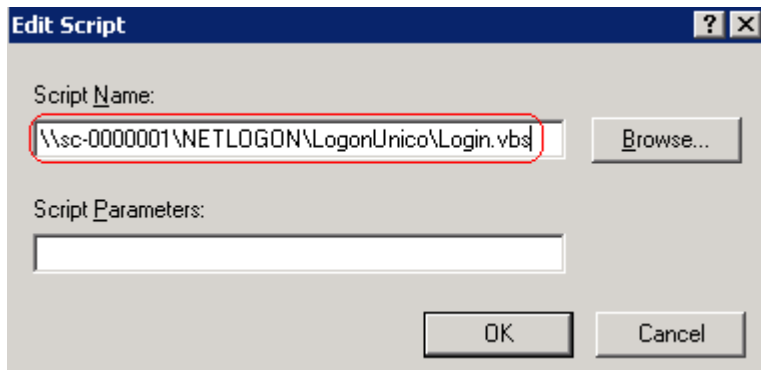 Edit Script
Script Name:
\\sc-0000001\NETLOGON\LogonUnico\Login.vbs
Browse...
Script Parameters:
OK
Cancel